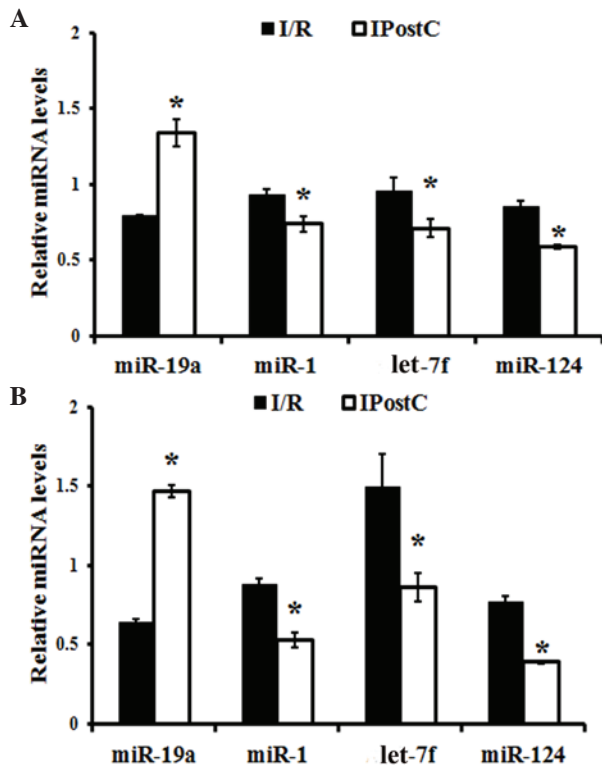 A
I/R IPostC
Relative miRNA levels
2
1.5
1
0.5
0
*
*
*
*
miR-19a miR-1 let-7f miR-124
B
I/R IPostC
Relative miRNA levels
2
1.5
1
0.5
0
*
*
*
*
miR-19a miR-1 let-7f miR-124